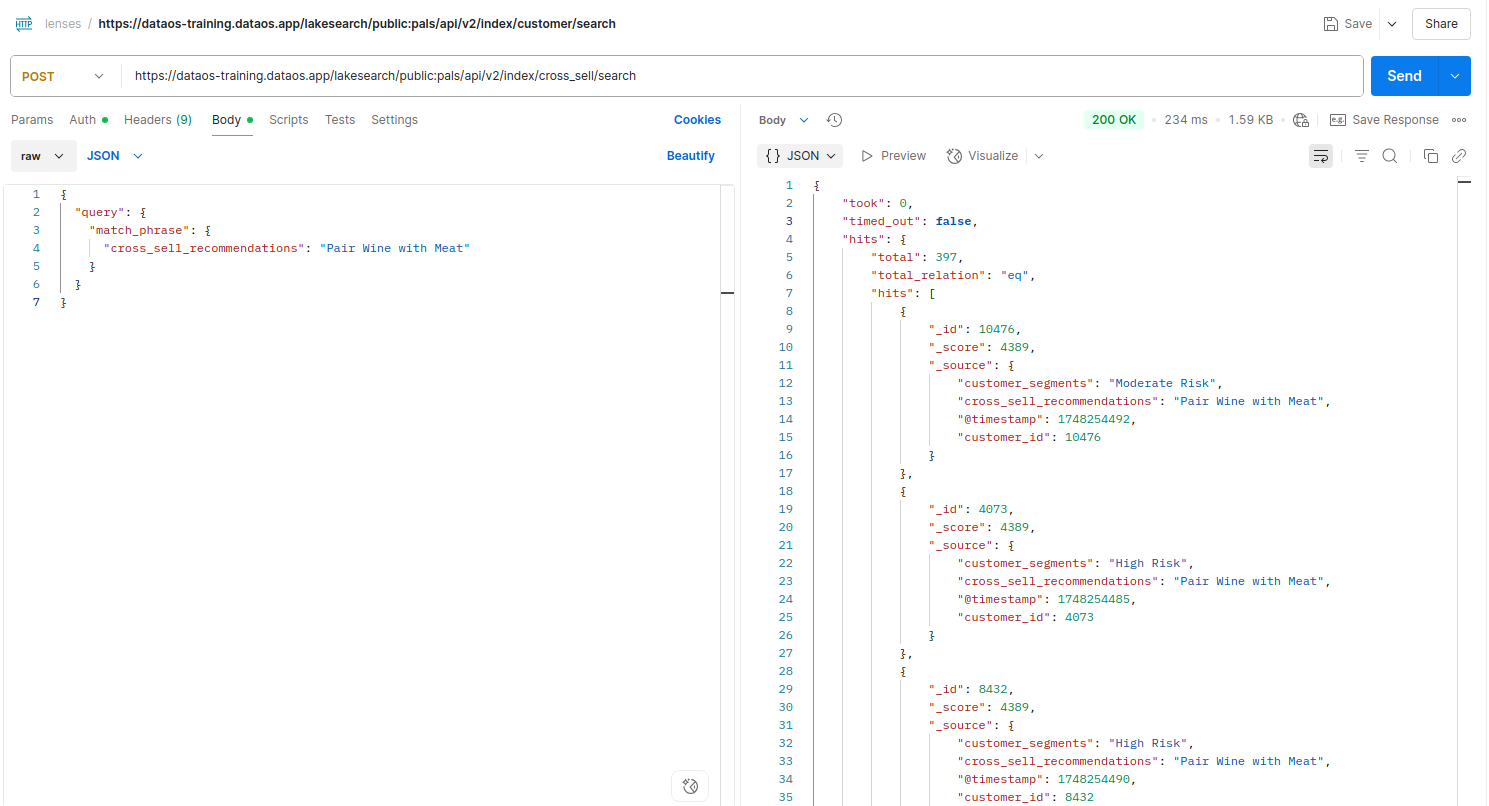 HTTP lenses / https://dataos-training.dataos.app/lakesearch/public:pals/api/v2/index/customer/search Save Share
POST https://dataos-training.dataos.app/lakesearch/public:pals/api/v2/index/cross_sell/search Send
Params Auth Headers (9) Body Scripts Tests Settings Cookies
raw JSON Beautify
1 {
2 "query": {
3 "match_phrase": {
4 "cross_sell_recommendations": "Pair Wine with Meat"
5 }
6 }
7 }
Body 200 OK 234 ms 1.59 KB e.g. Save Response
{} JSON Preview Visualize
1 {
2 "took": 0,
3 "timed_out": false,
4 "hits": {
5 "total": 397,
6 "total_relation": "eq",
7 "hits": [
8 {
9 "_id": 10476,
10 "_score": 4389,
11 "_source": {
12 "customer_segments": "Moderate Risk",
13 "cross_sell_recommendations": "Pair Wine with Meat",
14 "@timestamp": 1748254492,
15 "customer_id": 10476
16 }
17 },
18 {
19 "_id": 4073,
20 "_score": 4389,
21 "_source": {
22 "customer_segments": "High Risk",
23 "cross_sell_recommendations": "Pair Wine with Meat",
24 "@timestamp": 1748254485,
25 "customer_id": 4073
26 }
27 },
28 {
29 "_id": 8432,
30 "_score": 4389,
31 "_source": {
32 "customer_segments": "High Risk",
33 "cross_sell_recommendations": "Pair Wine with Meat",
34 "@timestamp": 1748254490,
35 "customer_id": 8432